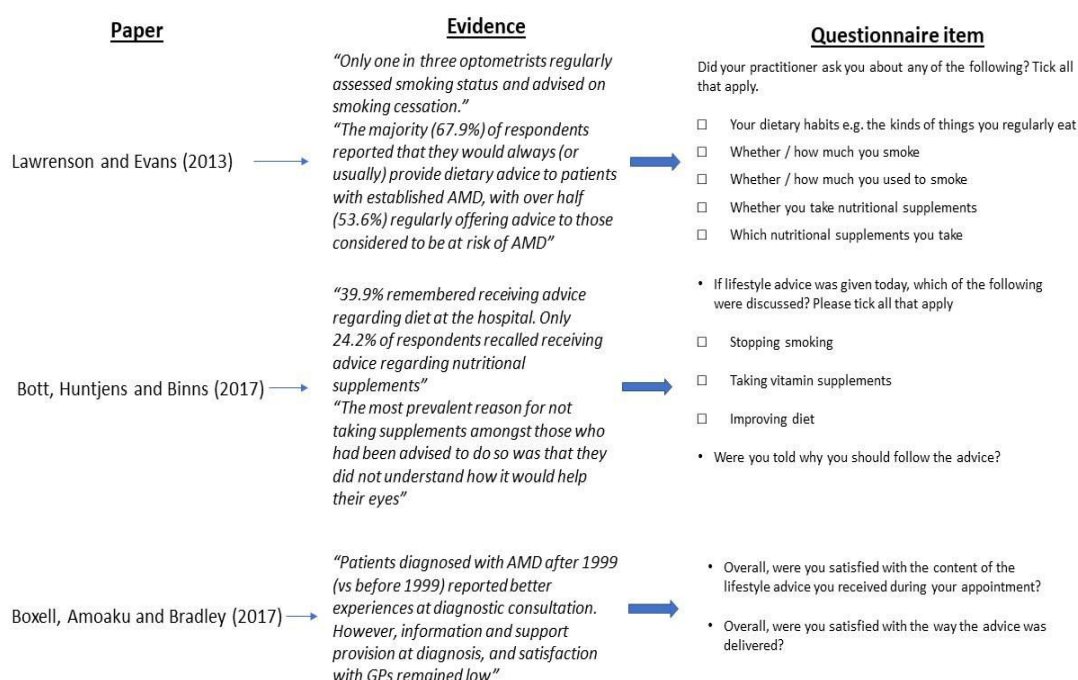 Paper
Evidence
Questionnaire item
Lawrenson and Evans (2013)
“Only one in three optometrists regularly
assessed smoking status and advised on
smoking cessation.”
“The majority (67.9%) of respondents
reported that they would always (or
usually) provide dietary advice to patients
with established AMD, with over half
(53.6%) regularly offering advice to those
considered to be at risk of AMD”
Did your practitioner ask you about any of the following? Tick all
that apply.
☐ Your dietary habits e.g. the kinds of things you regularly eat
☐ Whether / how much you smoke
☐ Whether / how much you used to smoke
☐ Whether you take nutritional supplements
☐ Which nutritional supplements you take
Bott, Huntjens and Binns (2017)
“39.9% remembered receiving advice
regarding diet at the hospital. Only
24.2% of respondents recalled receiving
advice regarding nutritional
supplements”
“The most prevalent reason for not
taking supplements amongst those who
had been advised to do so was that they
did not understand how it would help
their eyes”
• If lifestyle advice was given today, which of the following
were discussed? Please tick all that apply
☐ Stopping smoking
☐ Taking vitamin supplements
☐ Improving diet
• Were you told why you should follow the advice?
Boxell, Amoaku and Bradley (2017)
“Patients diagnosed with AMD after 1999
(vs before 1999) reported better
experiences at diagnostic consultation.
However, information and support
provision at diagnosis, and satisfaction
with GPs remained low”
• Overall, were you satisfied with the content of the
lifestyle advice you received during your appointment?
• Overall, were you satisfied with the way the advice was
delivered?